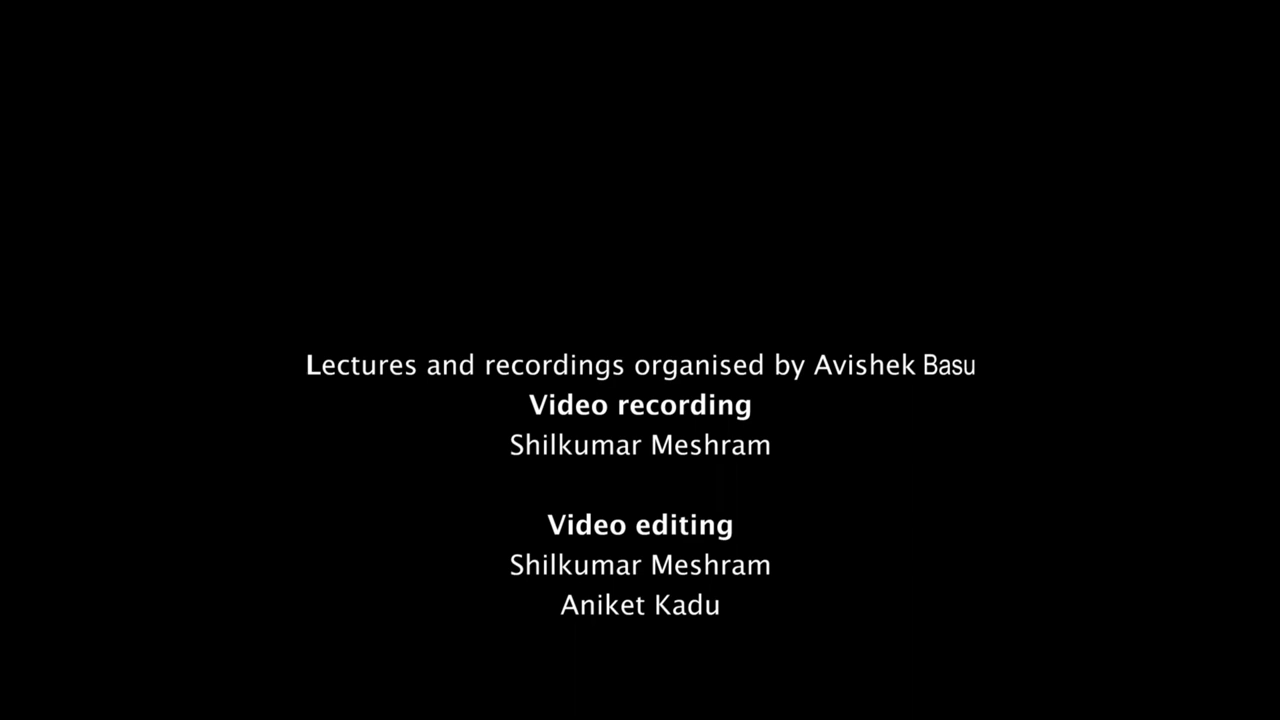 Lectures and recordings organised by Avishek Basu
Video recording
Shilkumar Meshram
Video editing
Shilkumar Meshram
Aniket Kadu